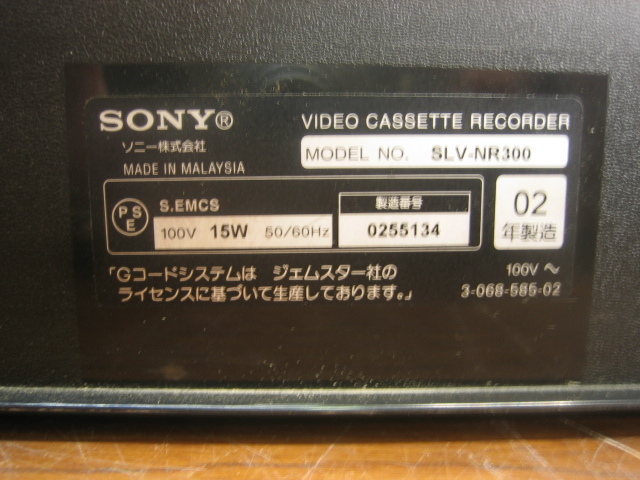 SONY®
ソニー株式会社
MADE IN MALAYSIA
VIDEO CASSETTE RECORDER
MODEL NO. SLV-NR300
PSE
S.EMCS
100V 15W 50/60Hz
製造番号
0255134
02
年製造
「Gコードシステムは ジェムスター社の
ライセンスに基づいて生産しております。」
100V ～
3-068-585-02